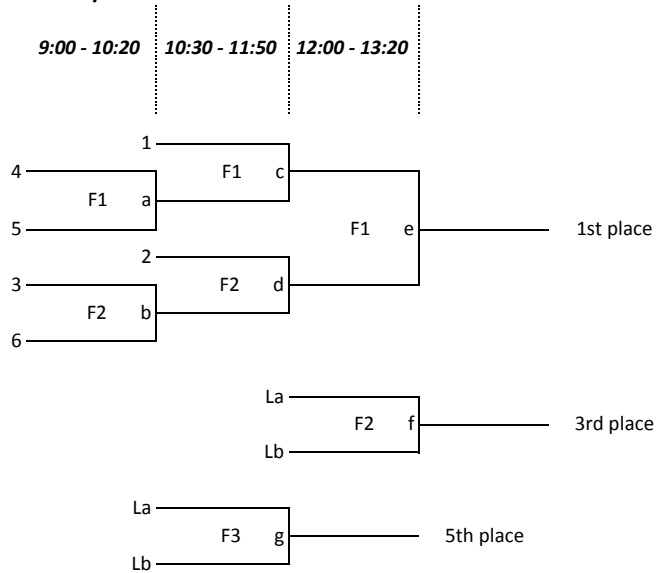 9:00 - 10:20 10:30 - 11:50 12:00 - 13:20
1
4
F1 c
F1 a
5
F1 e 1st place
2
3
F2 d
F2 b
6
La
F2 f 3rd place
Lb
La
F3 g 5th place
Lb